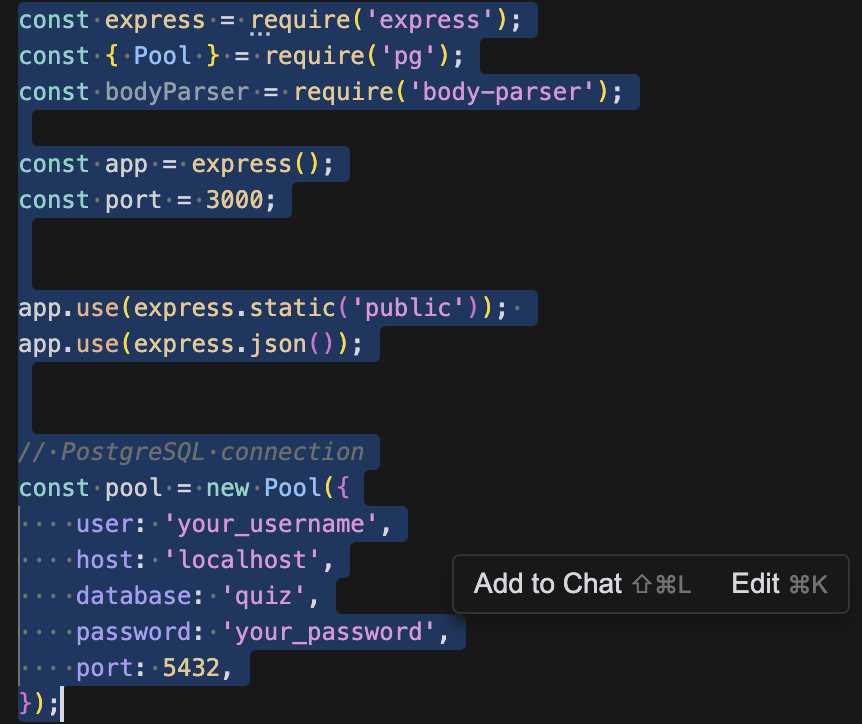 const express = require('express');
const { Pool } = require('pg');
const bodyParser = require('body-parser');
const app = express();
const port = 3000;
app.use(express.static('public'));
app.use(express.json());
// PostgreSQL connection
const pool = new Pool({
    user: 'your_username',
    host: 'localhost',
    database: 'quiz',
    password: 'your_password',
    port: 5432,
});
Add to Chat ⇧⌘L Edit ⌘K